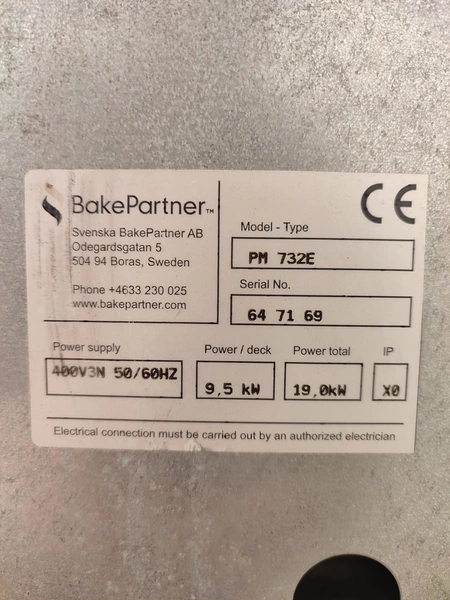 BakePartner™
Svenska BakePartner AB
Odegardsgatan 5
504 94 Boras, Sweden
Phone +4633 230 025
www.bakepartner.com
CE
Model - Type
PM 732E
Serial No.
64 71 69
Power supply
400V3N 50/60HZ
Power / deck
9,5 kW
Power total
19,0kW
IP
X0
Electrical connection must be carried out by an authorized electrician